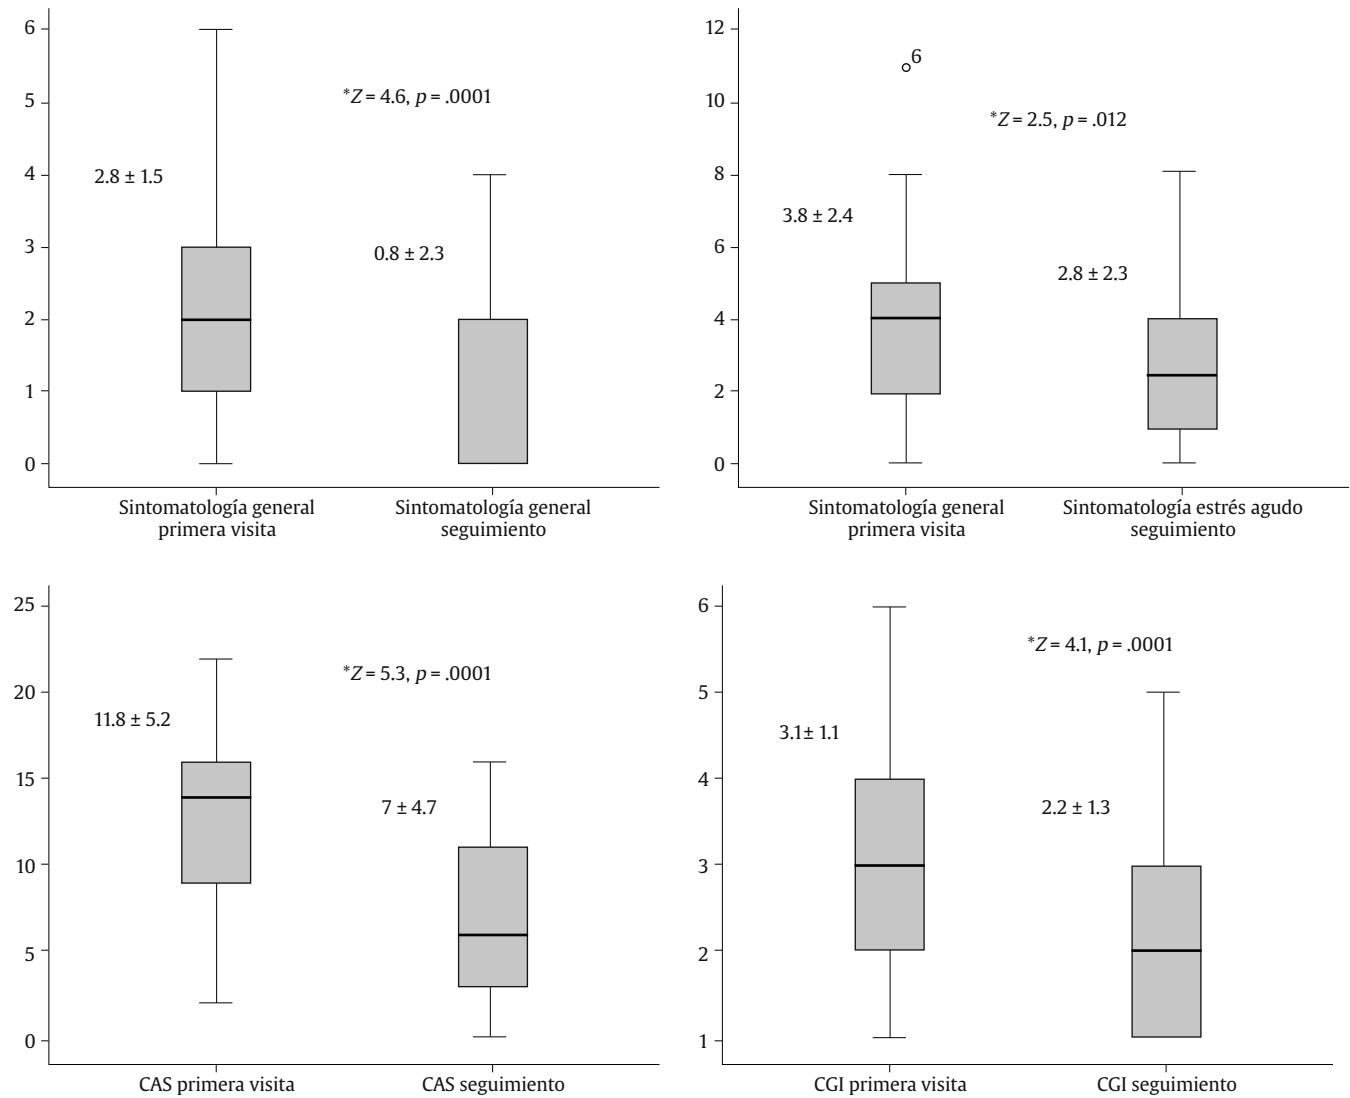 6
5
4
3
2
1
0
*Z = 4.6, p = .0001
2.8 ± 1.5
0.8 ± 2.3
Sintomatología general
primera visita
Sintomatología general
seguimiento
12
10
8
6
4
2
0
6
*Z = 2.5, p = .012
3.8 ± 2.4
2.8 ± 2.3
Sintomatología general
primera visita
Sintomatología estrés agudo
seguimiento
25
20
15
10
5
0
*Z = 5.3, p = .0001
11.8 ± 5.2
7 ± 4.7
CAS primera visita
CAS seguimiento
6
5
4
3
2
1
*Z = 4.1, p = .0001
3.1± 1.1
2.2 ± 1.3
CGI primera visita
CGI seguimiento